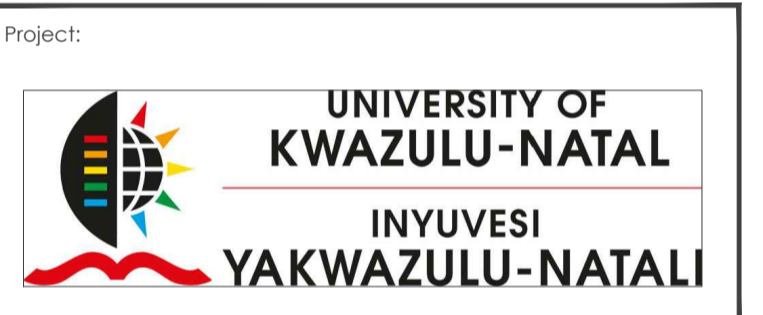 Project:
UNIVERSITY OF
KWAZULU-NATAL
INYUVESI
YAKWAZULU-NATALI